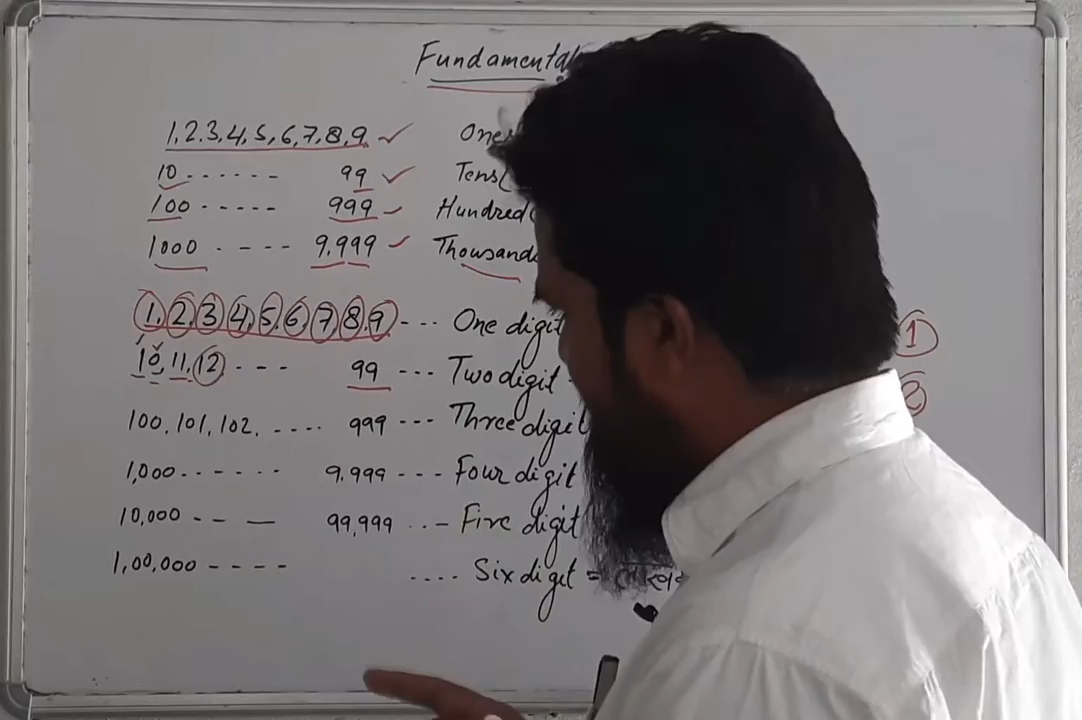 Fundamental
1,2,3,4,5,6,7,8,9 ✓ Ones
10 ...... 99 ✓ Tens(
100 ----- 999 Hundred(
1000 . - --- 9,999 ✓ Thousand
1,2,3,4,5,6,7,8,9 --- One digit 1
10,11,12 --- 99 --- Two digit 2
100,101,102, ---- 999 --- Three digit
1,000 ------ 9,999 --- Four digit
10,000 -- — 99,999 ..- Five digit
1,00,000 ---- .... Six digit =